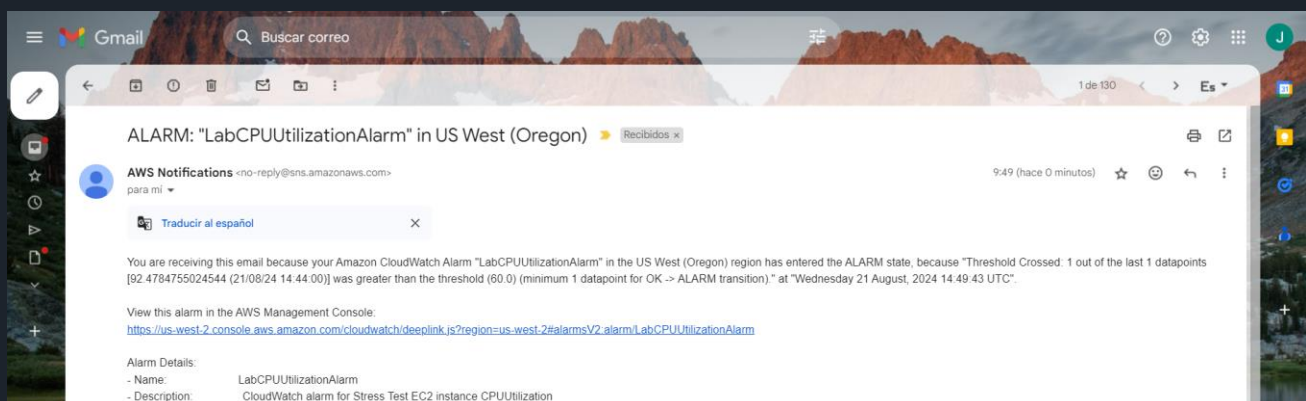 Gmail
Buscar correo
J
1 de 130
Es
ALARM: "LabCPUUtilizationAlarm" in US West (Oregon)
Recibidos ×
AWS Notifications <no-reply@sns.amazonaws.com>
9:49 (hace 0 minutos)
para mí
Traducir al español
You are receiving this email because your Amazon CloudWatch Alarm "LabCPUUtilizationAlarm" in the US West (Oregon) region has entered the ALARM state, because "Threshold Crossed: 1 out of the last 1 datapoints
[92.4784755024544 (21/08/24 14:44:00)] was greater than the threshold (60.0) (minimum 1 datapoint for OK -> ALARM transition)." at "Wednesday 21 August, 2024 14:49:43 UTC".
View this alarm in the AWS Management Console:
https://us-west-2.console.aws.amazon.com/cloudwatch/deeplink.js?region=us-west-2#alarmsV2:alarm/LabCPUUtilizationAlarm
Alarm Details:
- Name: LabCPUUtilizationAlarm
- Description: CloudWatch alarm for Stress Test EC2 instance CPUUtilization